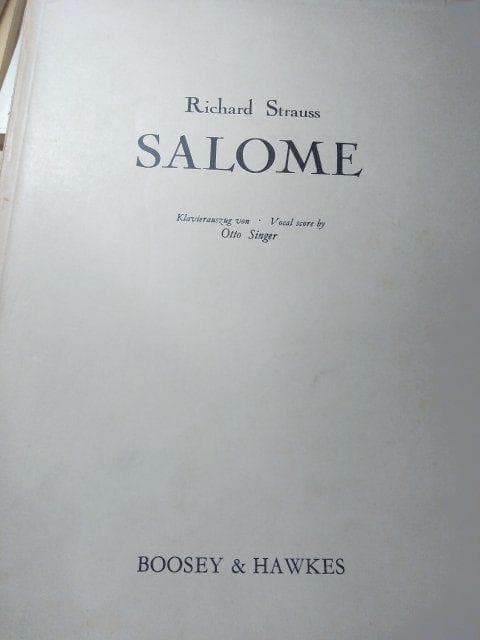 Richard Strauss
SALOME
Klavierauszug von · Vocal score by
Otto Singer
BOOSEY & HAWKES